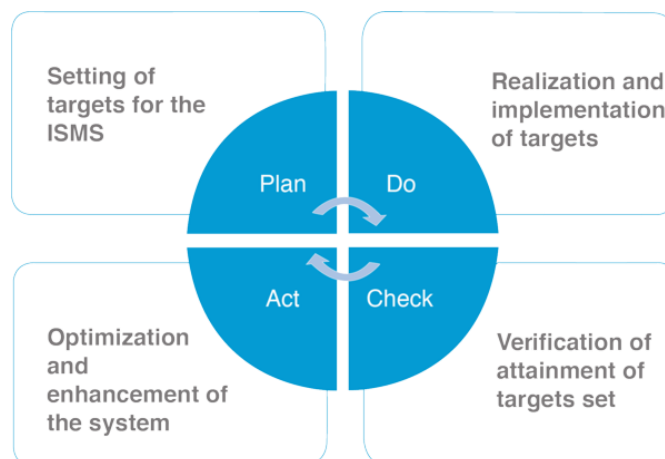 Setting of
targets for the
ISMS
Realization and
implementation
of targets
Plan
Do
Act
Check
Optimization
and
enhancement of
the system
Verification of
attainment of
targets set